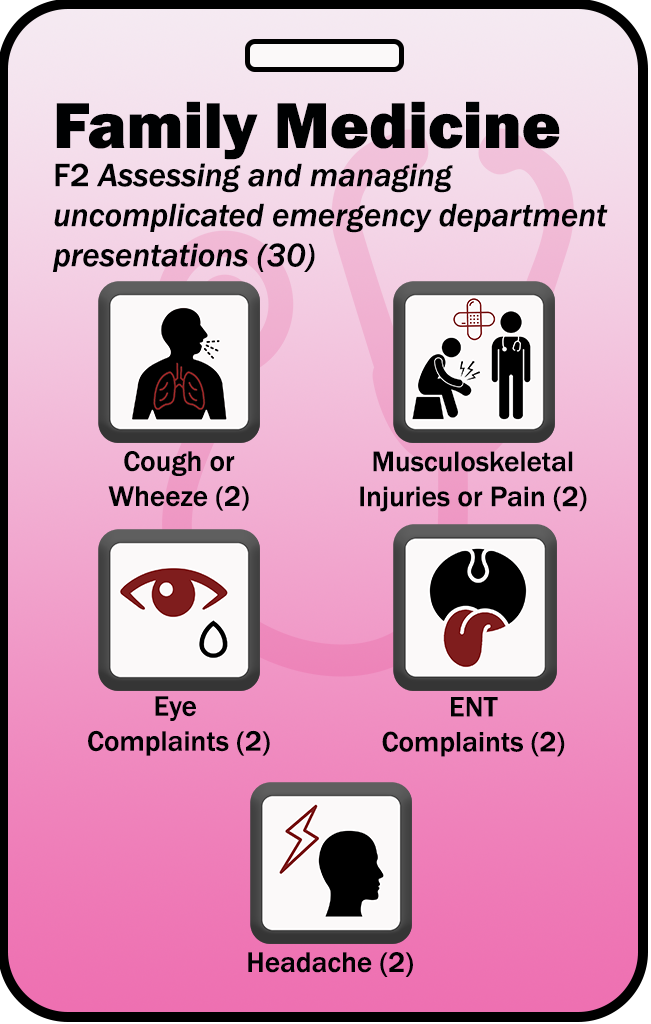 Family Medicine
F2 Assessing and managing
uncomplicated emergency department
presentations (30)
Cough or
Wheeze (2)
Musculoskeletal
Injuries or Pain (2)
Eye
Complaints (2)
ENT
Complaints (2)
Headache (2)